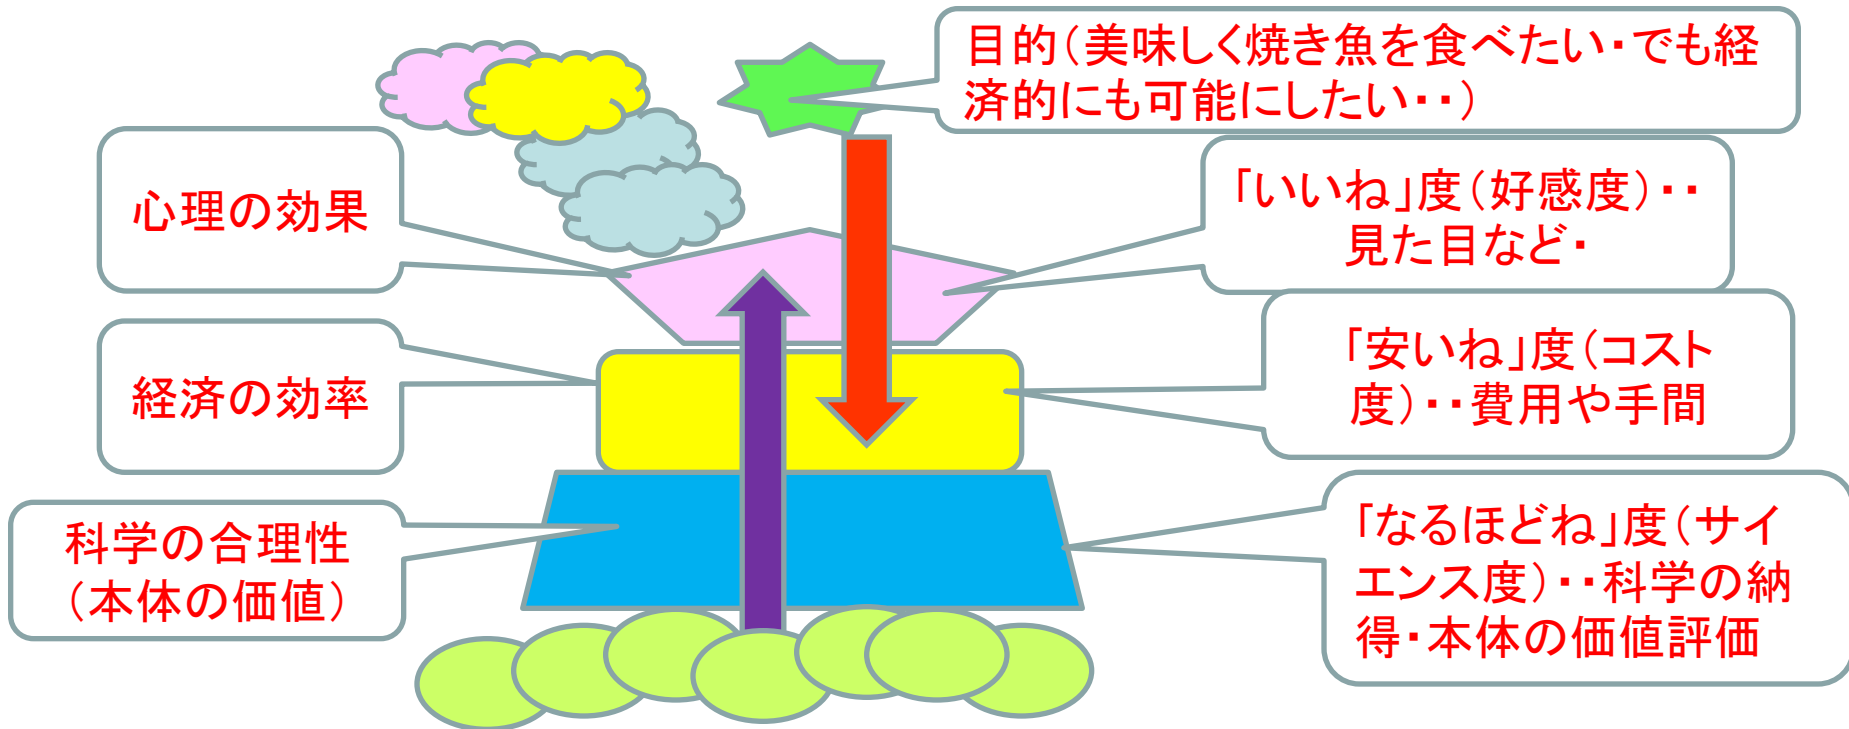 目的(美味しく焼き魚を食べたい・でも経
済的にも可能にしたい・・)
心理の効果
「いいね」度(好感度)・・
見た目など・
経済の効率
「安いね」度(コスト
度)・・費用や手間
科学の合理性
(本体の価値)
「なるほどね」度(サイ
エンス度)・・科学の納
得・本体の価値評価